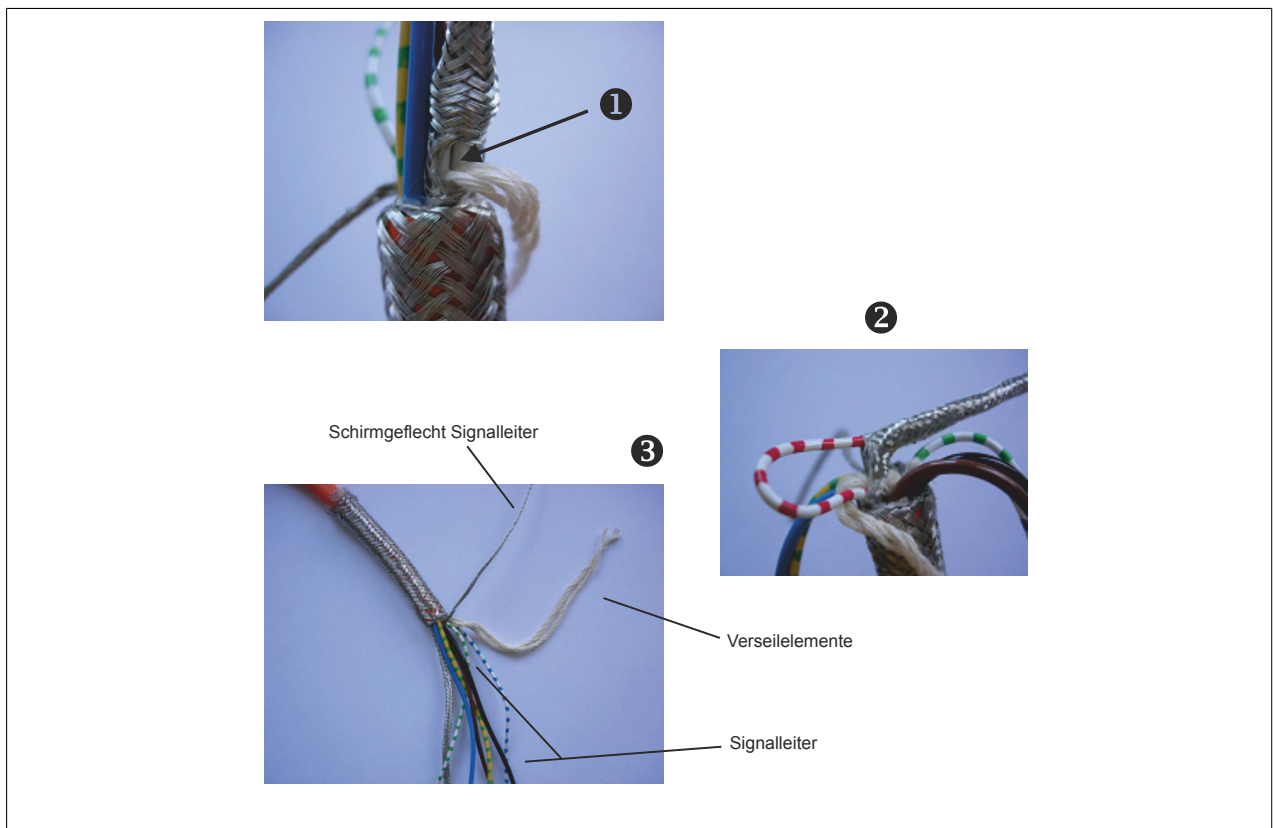 ❶
❷
Schirmgeflecht Signalleiter
❸
Verseilelemente
Signalleiter